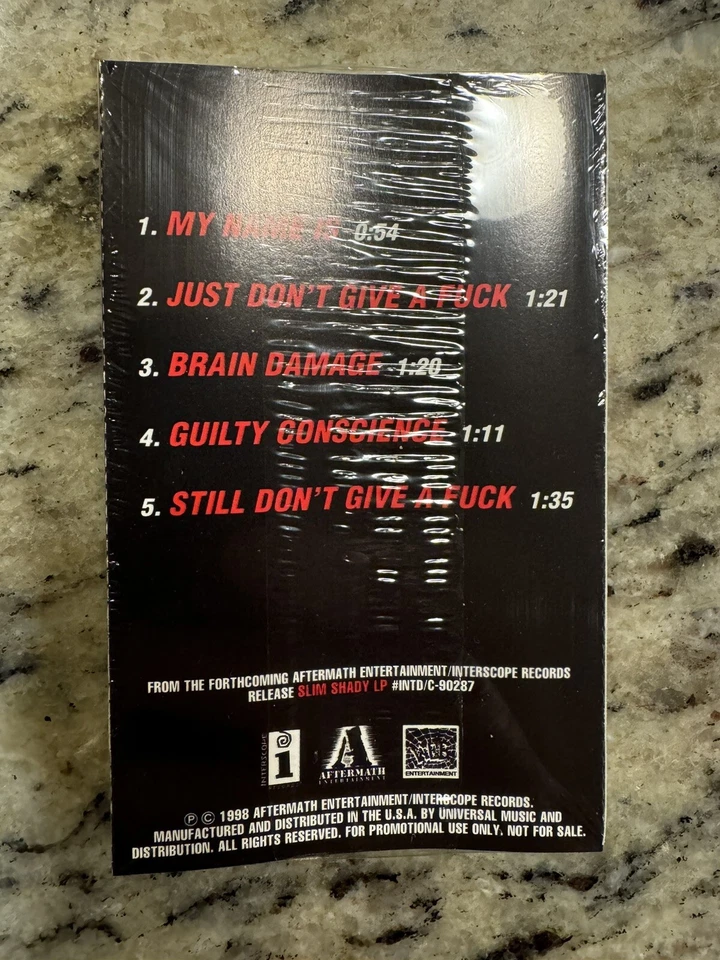 1. MY NAME IS 0:54
2. JUST DON'T GIVE A FUCK 1:21
3. BRAIN DAMAGE 1:20
4. GUILTY CONSCIENCE 1:11
5. STILL DON'T GIVE A FUCK 1:35
FROM THE FORTHCOMING AFTERMATH ENTERTAINMENT/INTERSCOPE RECORDS
RELEASE SLIM SHADY LP #INTD/C-90287
INTERSCOPE
i
A
AFTERMATH
ENTERTAINMENT
WEB
ENTERTAINMENT
Ⓟ © 1998 AFTERMATH ENTERTAINMENT/INTERSCOPE RECORDS.
MANUFACTURED AND DISTRIBUTED IN THE U.S.A. BY UNIVERSAL MUSIC AND
DISTRIBUTION. ALL RIGHTS RESERVED. FOR PROMOTIONAL USE ONLY. NOT FOR SALE.